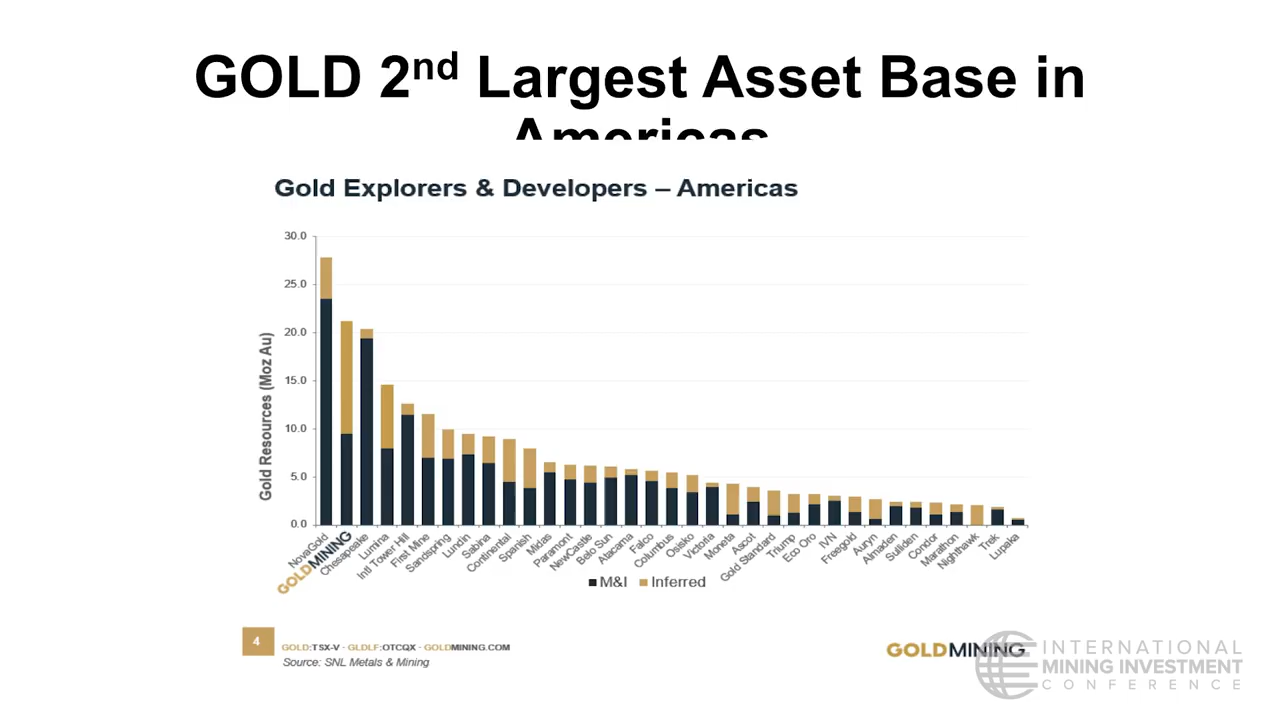 GOLD 2nd Largest Asset Base in
Americas
Gold Explorers & Developers – Americas
Gold Resources (Moz Au)
30.0
25.0
20.0
15.0
10.0
5.0
0.0
NovaGold
GOLDMINING
Chesapeake
Lumina
Intl Tower Hill
First Mine
Sandspring
Lundin
Sabina
Continental
Spanish
Midas
Paramont
NewCastle
Belo Sun
Atacama
Falco
Columbus
Osisko
Victoria
Moneta
Ascot
Gold Standard
Triump
Eco Oro
IVN
Freegold
Auryn
Almaden
Sulliden
Condor
Marathon
Nighthawk
Trek
Lupaka
M&I
Inferred
4
GOLD:TSX-V - GLDLF:OTCQX - GOLDMINING.COM
Source: SNL Metals & Mining
GOLDMINING
INTERNATIONAL
MINING INVESTMENT
CONFERENCE